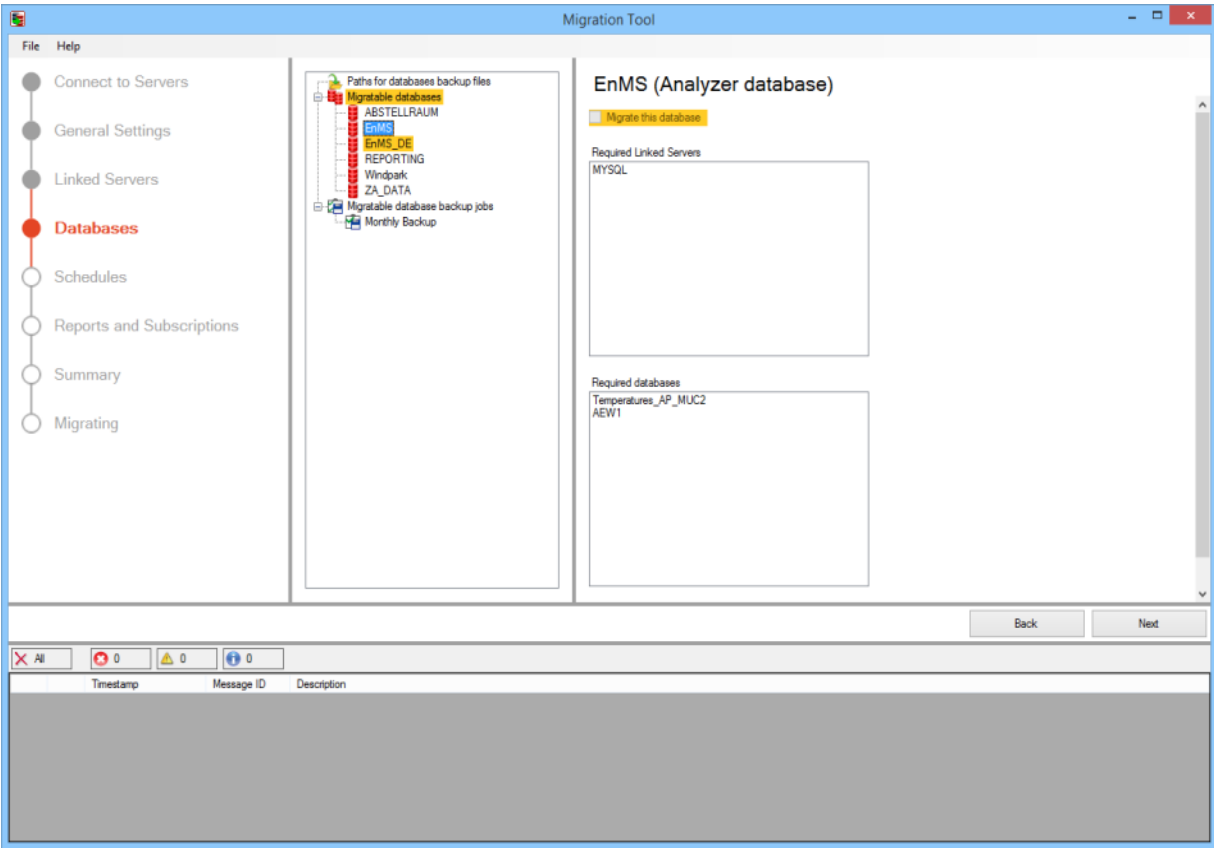 Migration Tool
File Help
Connect to Servers
General Settings
Linked Servers
Databases
Schedules
Reports and Subscriptions
Summary
Migrating
Paths for databases backup files
Migratable databases
ABSTELLRAUM
EnMS
EnMS_DE
REPORTING
Windpark
ZA_DATA
Migratable database backup jobs
Monthly Backup
EnMS (Analyzer database)
Migrate this database
Required Linked Servers
MYSQL
Required databases
Temperatures_AP_MUC2
AEW1
Back Next
All 0 0 0
Timestamp Message ID Description